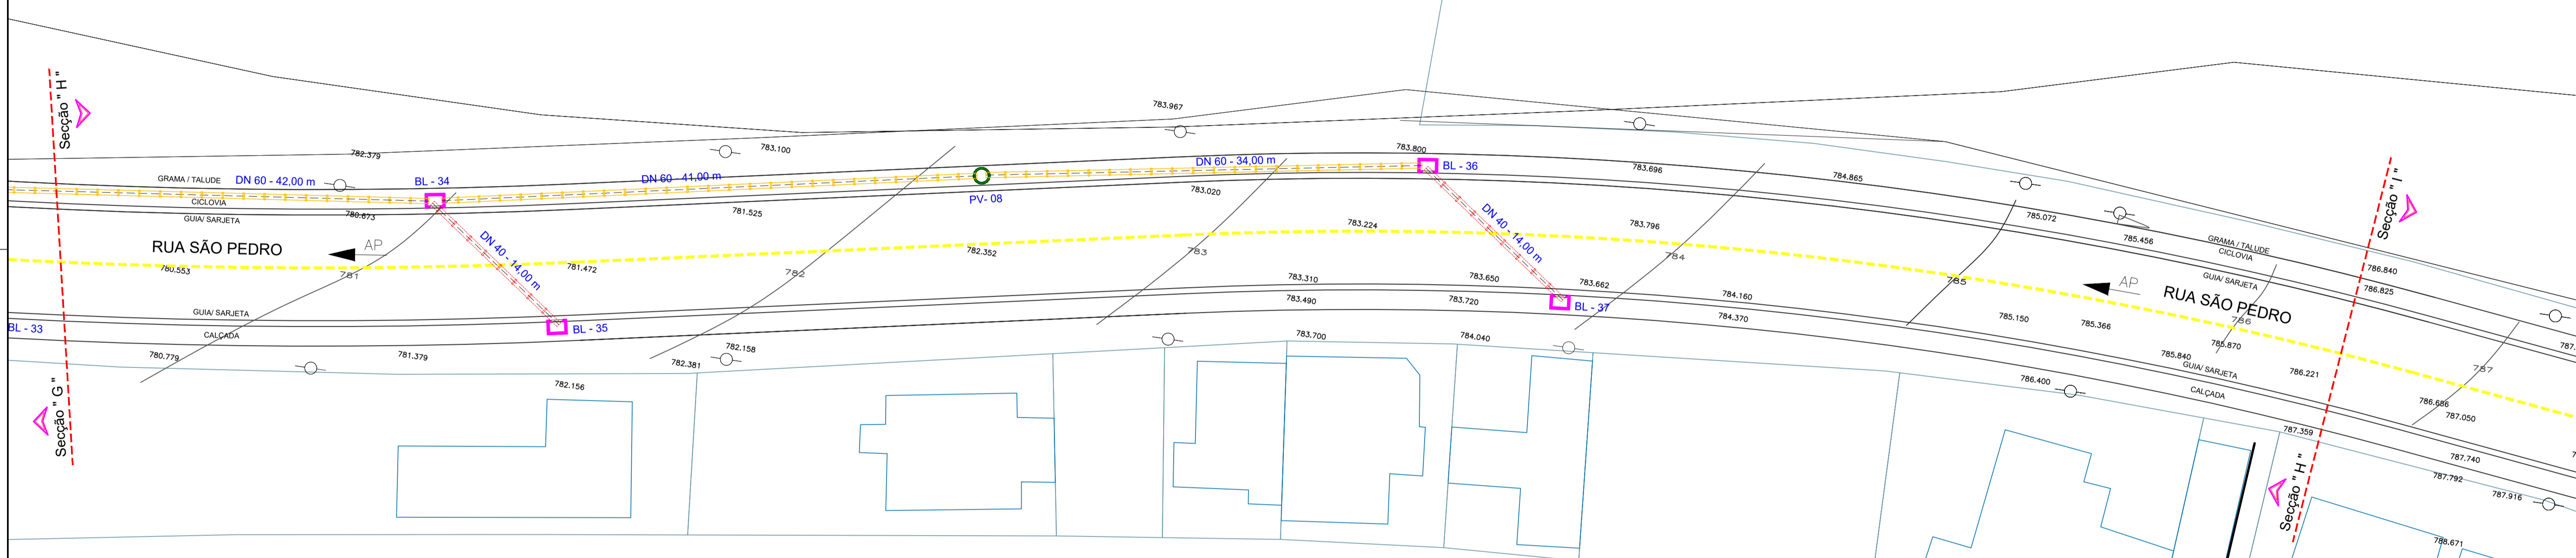 Secção " H "
Secção " G "
782.379
GRAMA / TALUDE
DN 60 - 42,00 m
BL - 34
CICLOVIA
780.673
GUIA/ SARJETA
RUA SÃO PEDRO
AP
780.553
781
DN 40 - 14,00 m
781.472
GUIA/ SARJETA
BL - 33
CALÇADA
BL - 35
780.779
781.379
782.156
782.381
782.158
783.100
DN 60 - 41,00 m
781.525
782
783.967
PV- 08
782.352
DN 60 - 34,00 m
783.020
783
783.800
BL - 36
783.224
DN 40 - 14,00 m
783.310
783.490
783.700
783.650
783.720
784.040
783.662
BL - 37
783.696
783.796
784
784.160
784.370
784.865
785.072
785
785.150
785.366
785.456
AP
RUA SÃO PEDRO
GRAMA / TALUDE
CICLOVIA
GUIA/ SARJETA
786
785.870
785.840
GUIA/ SARJETA
CALÇADA
786.400
786.221
786.840
786.825
Secção " I "
Secção " H "
787.359
786.686
787.050
787
787.740
787.792
787.916
788.671
787.